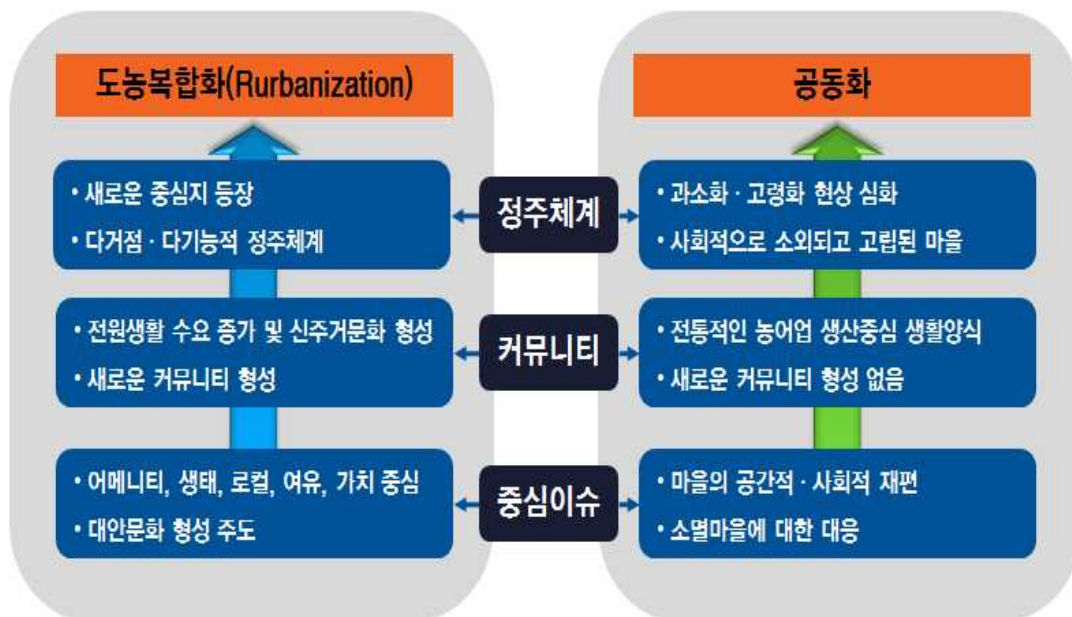 도농복합화(Rurbanization)
• 새로운 중심지 등장
• 다거점 · 다기능적 정주체계
• 전원생활 수요 증가 및 신주거문화 형성
• 새로운 커뮤니티 형성
• 어메니티, 생태, 로컬, 여유, 가치 중심
• 대안문화 형성 주도
정주체계
커뮤니티
중심이슈
공동화
• 과소화 · 고령화 현상 심화
• 사회적으로 소외되고 고립된 마을
• 전통적인 농어업 생산중심 생활양식
• 새로운 커뮤니티 형성 없음
• 마을의 공간적 · 사회적 재편
• 소멸마을에 대한 대응